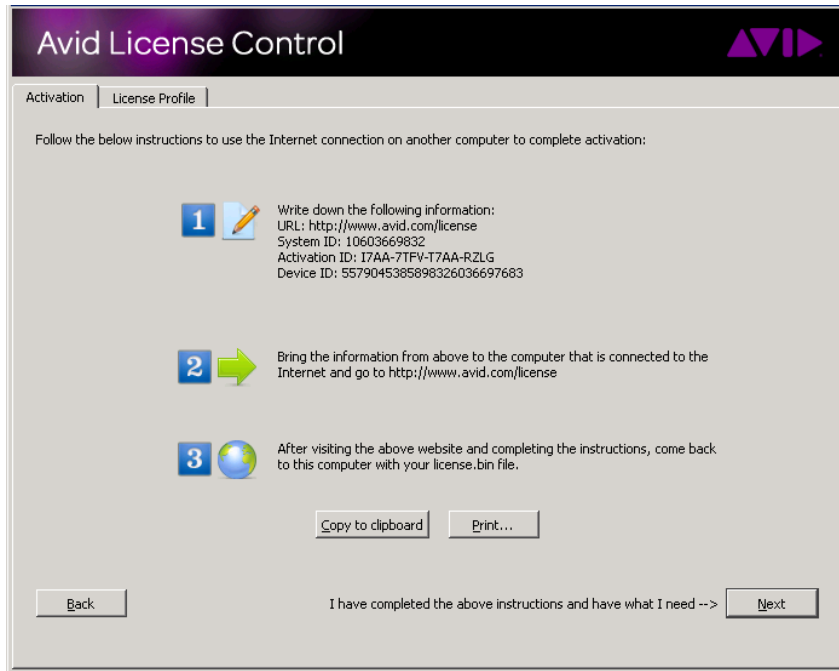 Avid License Control
AVID
Activation
License Profile
Follow the below instructions to use the Internet connection on another computer to complete activation:
1
Write down the following information:
URL: http://www.avid.com/license
System ID: 10603669832
Activation ID: I7AA-7TFV-T7AA-RZLG
Device ID: 5579045385898326036697683
2
Bring the information from above to the computer that is connected to the
Internet and go to http://www.avid.com/license
3
After visiting the above website and completing the instructions, come back
to this computer with your license.bin file.
Copy to clipboard
Print...
Back
I have completed the above instructions and have what I need -->
Next